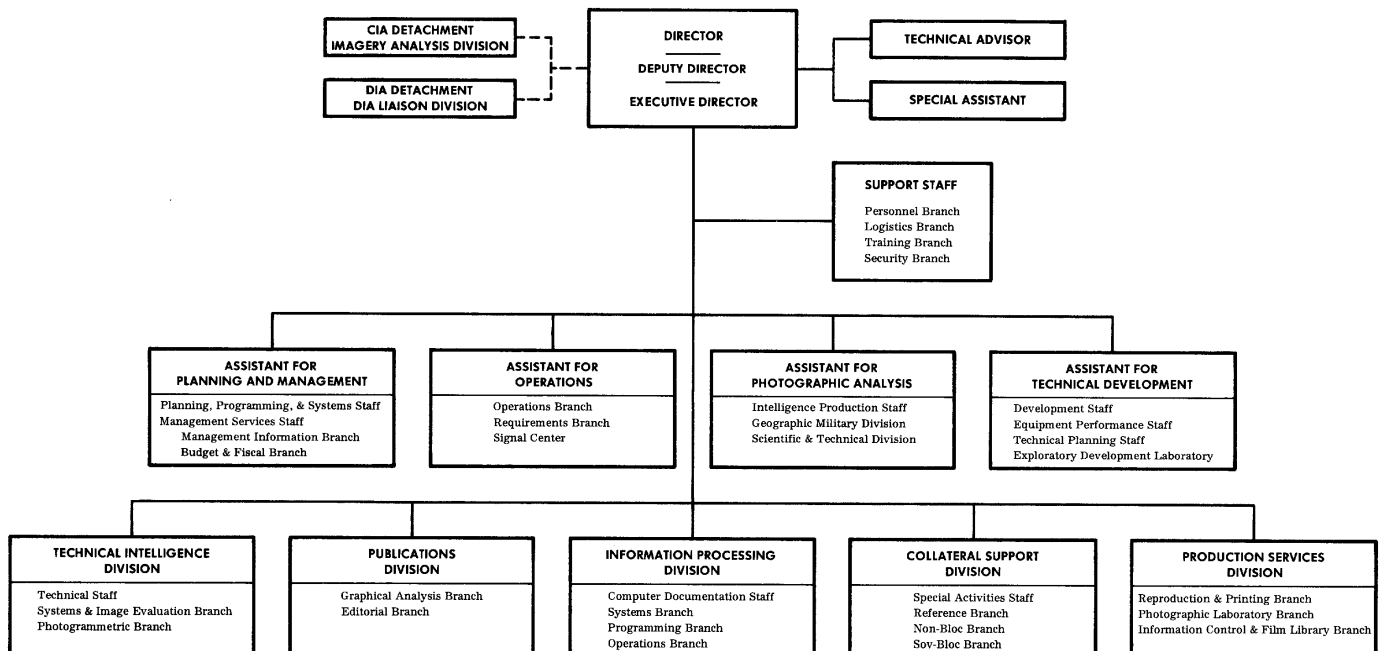 CIA DETACHMENT
IMAGERY ANALYSIS DIVISION
DIA DETACHMENT
DIA LIAISON DIVISION
DIRECTOR
DEPUTY DIRECTOR
EXECUTIVE DIRECTOR
TECHNICAL ADVISOR
SPECIAL ASSISTANT
SUPPORT STAFF
Personnel Branch
Logistics Branch
Training Branch
Security Branch
ASSISTANT FOR
PLANNING AND MANAGEMENT
Planning, Programming, & Systems Staff
Management Services Staff
Management Information Branch
Budget & Fiscal Branch
ASSISTANT FOR
OPERATIONS
Operations Branch
Requirements Branch
Signal Center
ASSISTANT FOR
PHOTOGRAPHIC ANALYSIS
Intelligence Production Staff
Geographic Military Division
Scientific & Technical Division
ASSISTANT FOR
TECHNICAL DEVELOPMENT
Development Staff
Equipment Performance Staff
Technical Planning Staff
Exploratory Development Laboratory
TECHNICAL INTELLIGENCE
DIVISION
Technical Staff
Systems & Image Evaluation Branch
Photogrammetric Branch
PUBLICATIONS
DIVISION
Graphical Analysis Branch
Editorial Branch
INFORMATION PROCESSING
DIVISION
Computer Documentation Staff
Systems Branch
Programming Branch
Operations Branch
COLLATERAL SUPPORT
DIVISION
Special Activities Staff
Reference Branch
Non-Bloc Branch
Sov-Bloc Branch
PRODUCTION SERVICES
DIVISION
Reproduction & Printing Branch
Photographic Laboratory Branch
Information Control & Film Library Branch